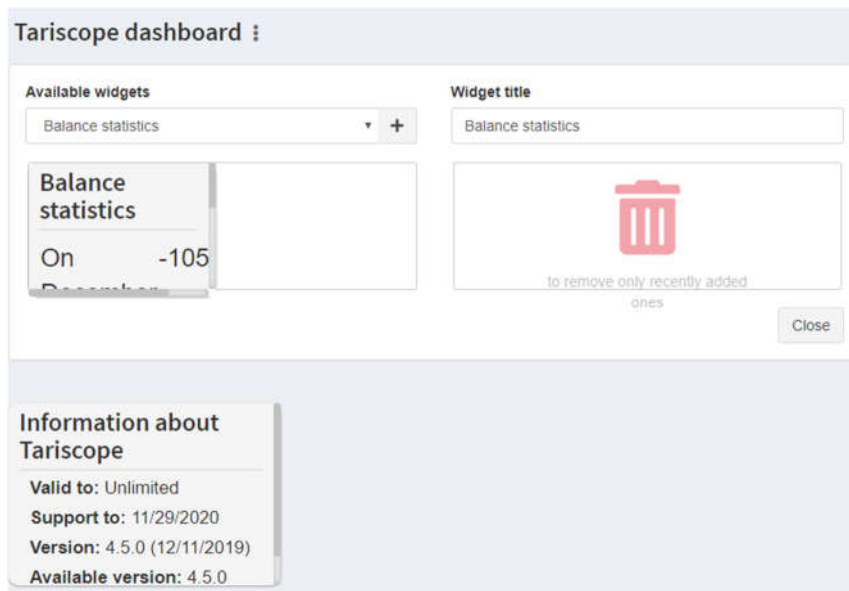 Tariscope dashboard
Available widgets
Widget title
Balance statistics
+
Balance statistics
Balance
statistics
On -105
December
to remove only recently added
ones
Close
Information about
Tariscope
Valid to: Unlimited
Support to: 11/29/2020
Version: 4.5.0 (12/11/2019)
Available version: 4.5.0